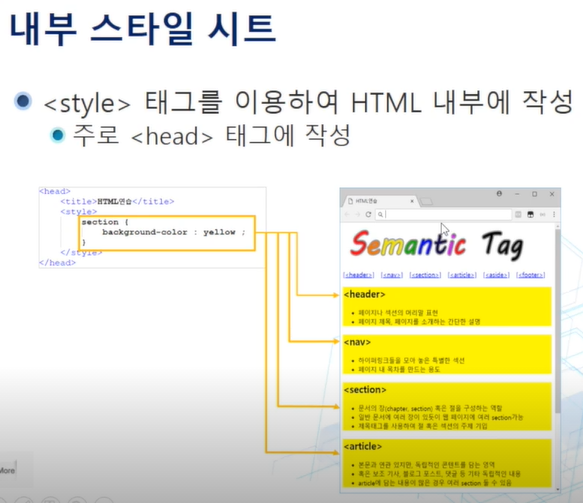 내부 스타일 시트
<style> 태그를 이용하여 HTML 내부에 작성
주로 <head> 태그에 작성
<head>
<title>HTML연습</title>
<style>
section {
background-color : yellow ;
}
</style>
</head>
HTML연습
Semantic Tag
[<header>] [<nav>] [<section>] [<article>] [<aside>] [<footer>]
<header>
페이지나 섹션의 머리말 표현
페이지 제목, 페이지를 소개하는 간단한 설명
<nav>
하이퍼링크들을 모아 놓은 특별한 섹션
페이지 내 목차를 만드는 용도
<section>
문서의 장(chapter, section) 혹은 절을 구성하는 역할
일반 문서에 여러 장이 있듯이 웹 페이지에 여러 section가능
제목태그를 사용하여 절 혹은 섹션의 주제 기입
<article>
본문과 연관 있지만, 독립적인 콘텐트를 담는 영역
혹은 보조 기사, 블로그 포스트, 댓글 등 기타 독립적인 내용
article에 담는 내용이 많은 경우 여러 section 둘 수 있음
More